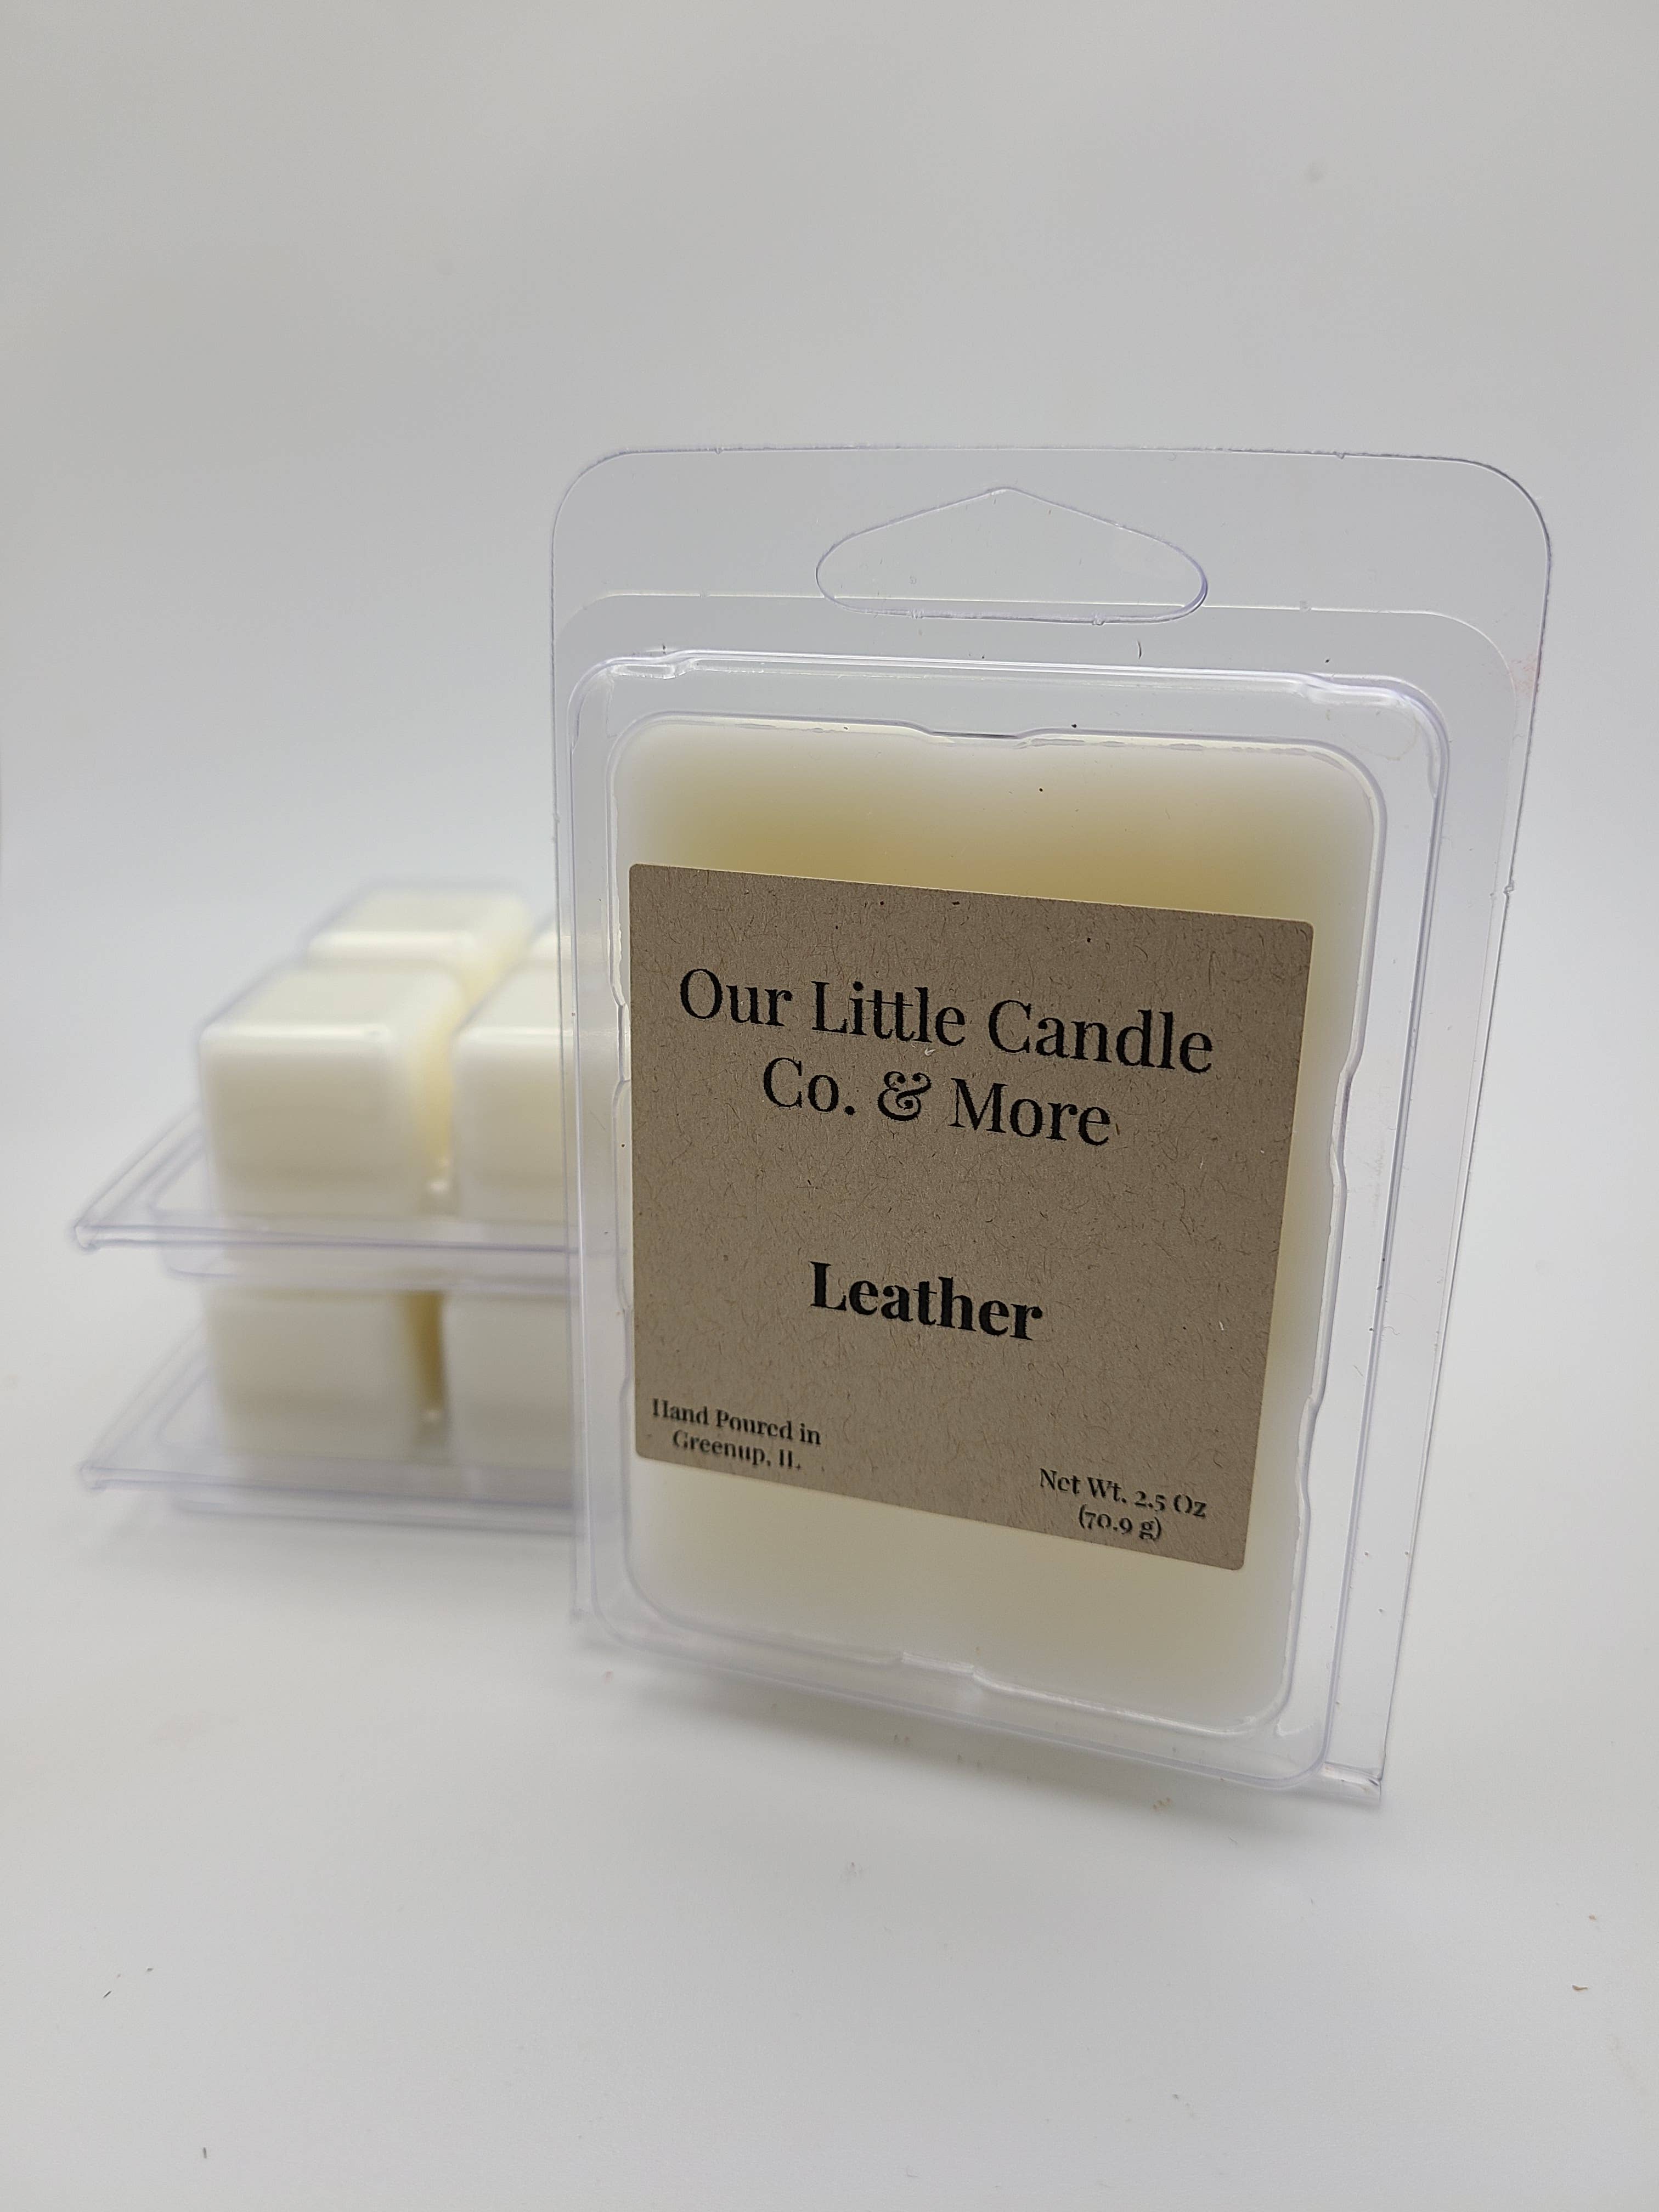 Our Little Candle
Co. & More
Leather
Hand Poured in
Greenup, IL
Net Wt. 2.5 Oz
(70.9 g)